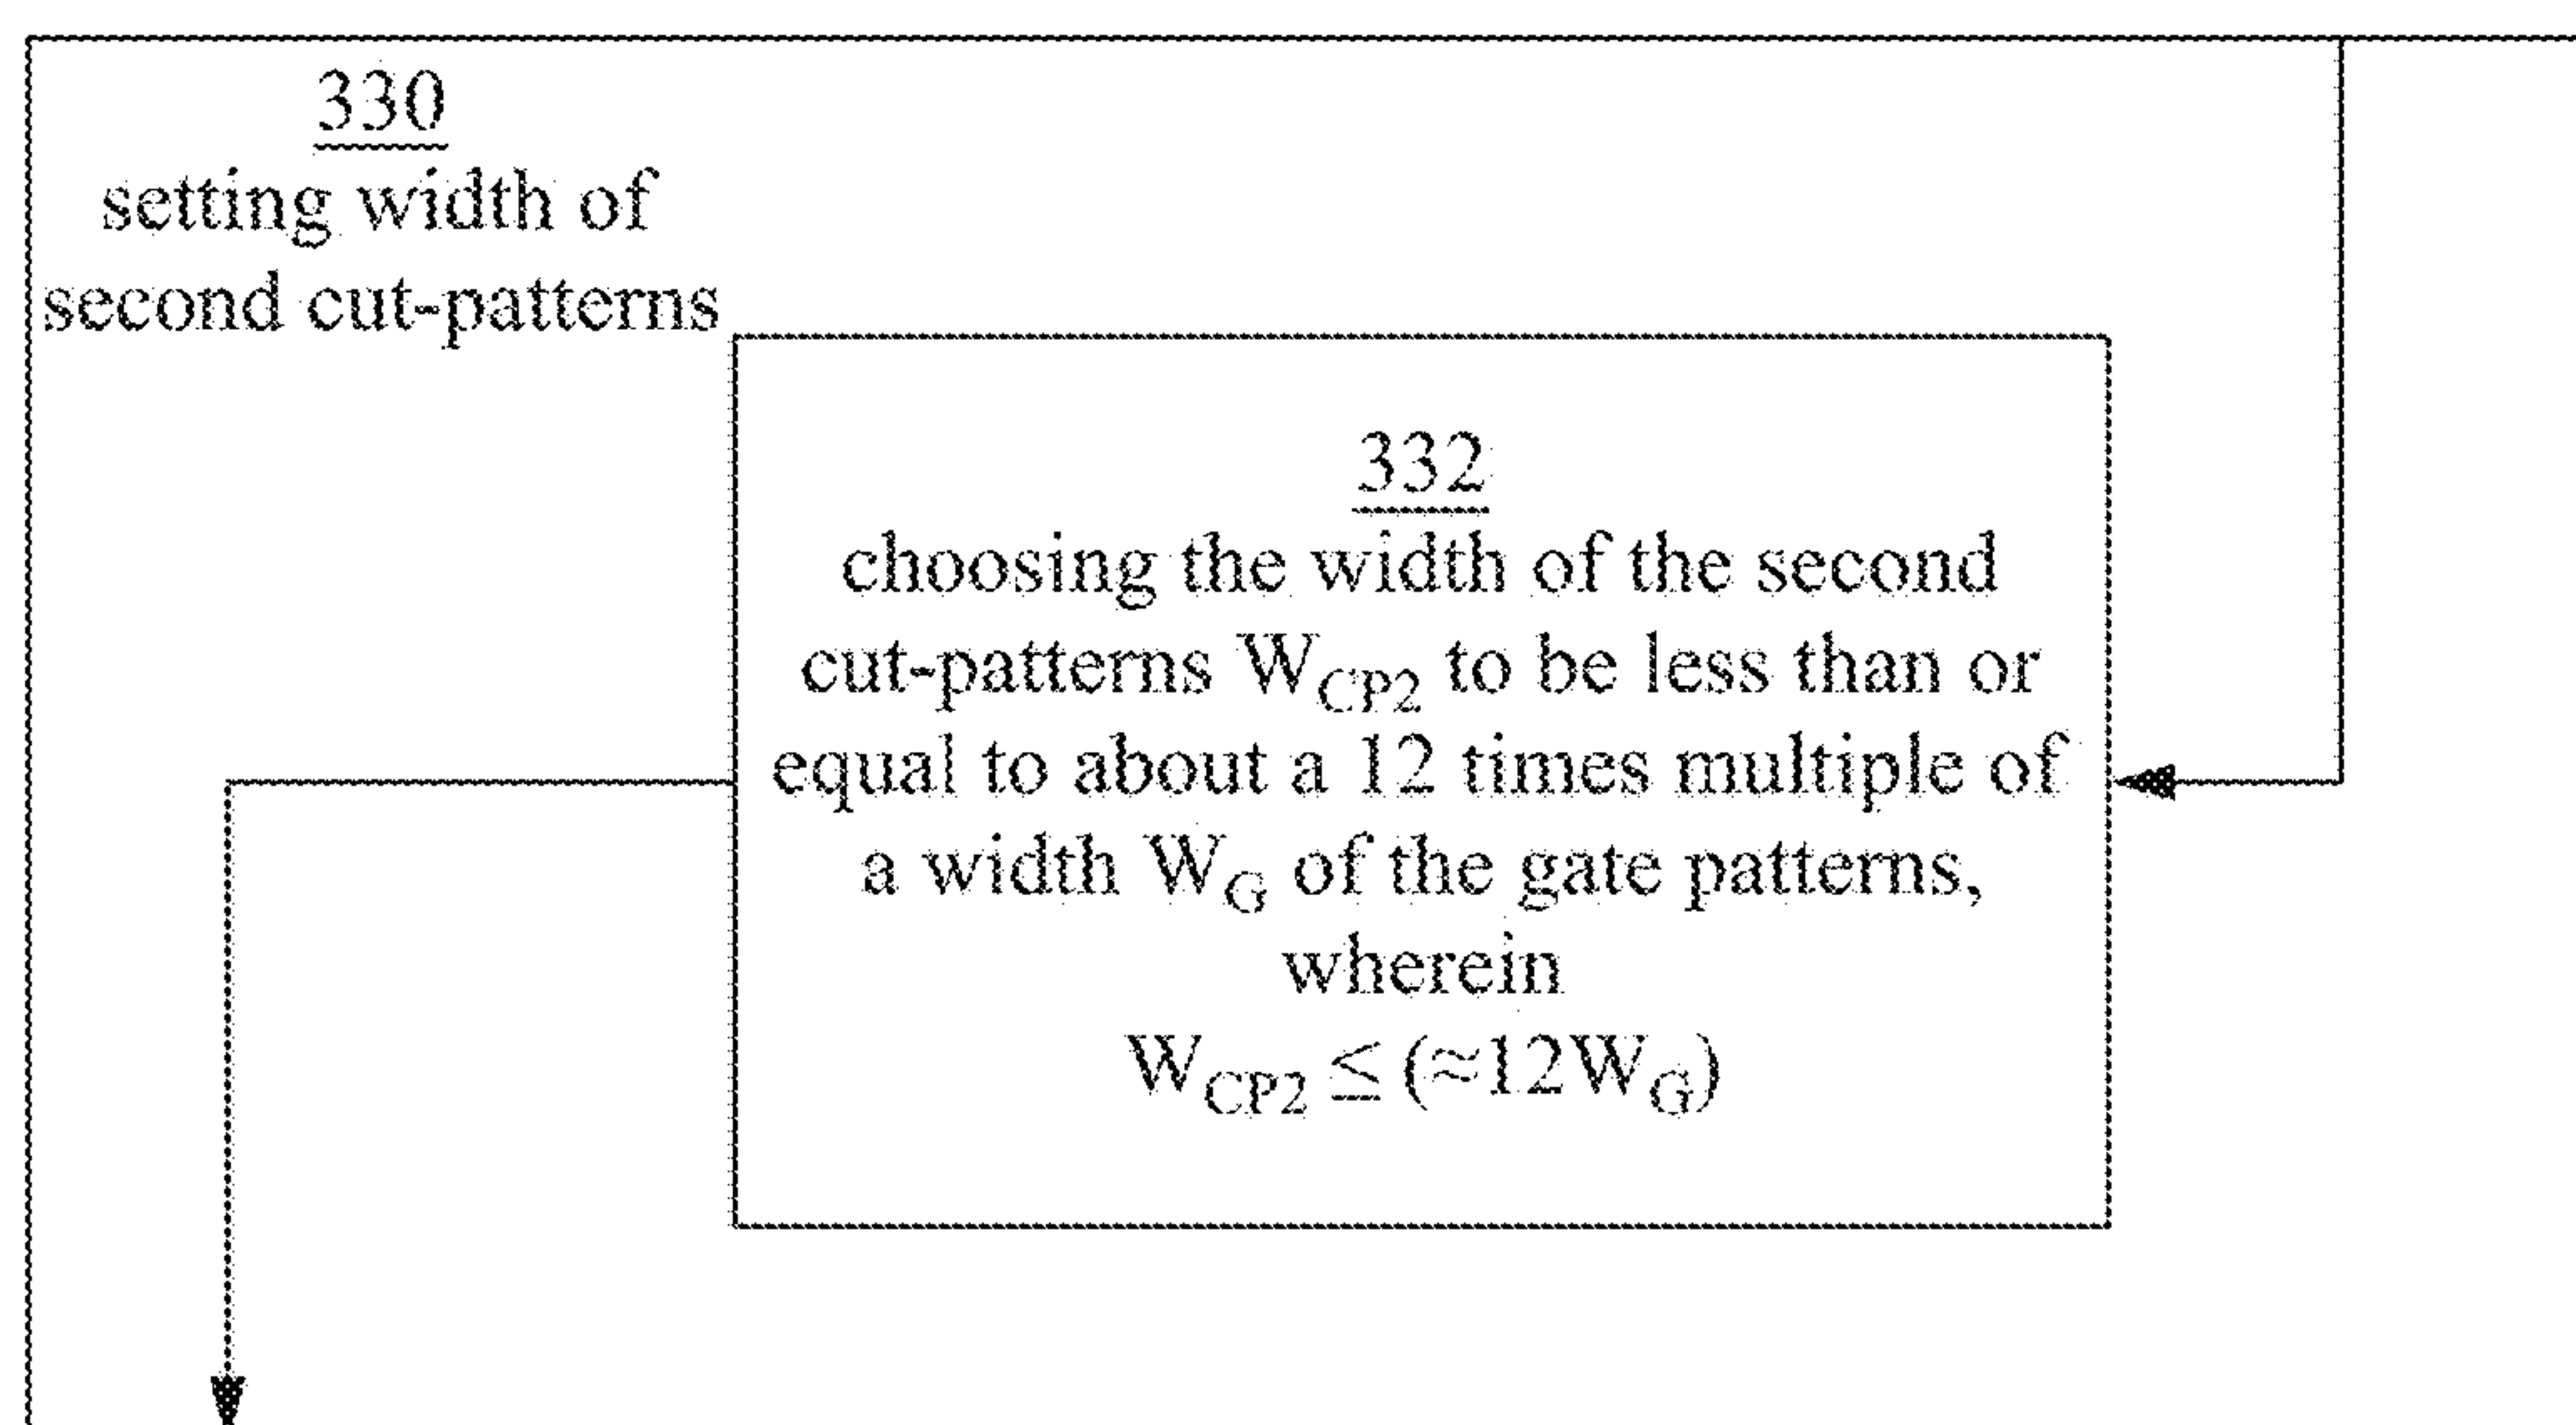 330
setting width of
second cut-patterns
332
choosing the width of the second
cut-patterns W_CP2 to be less than or
equal to about a 12 times multiple of
a width W_G of the gate patterns,
wherein
W_CP2 ≤ (≈12W_G)